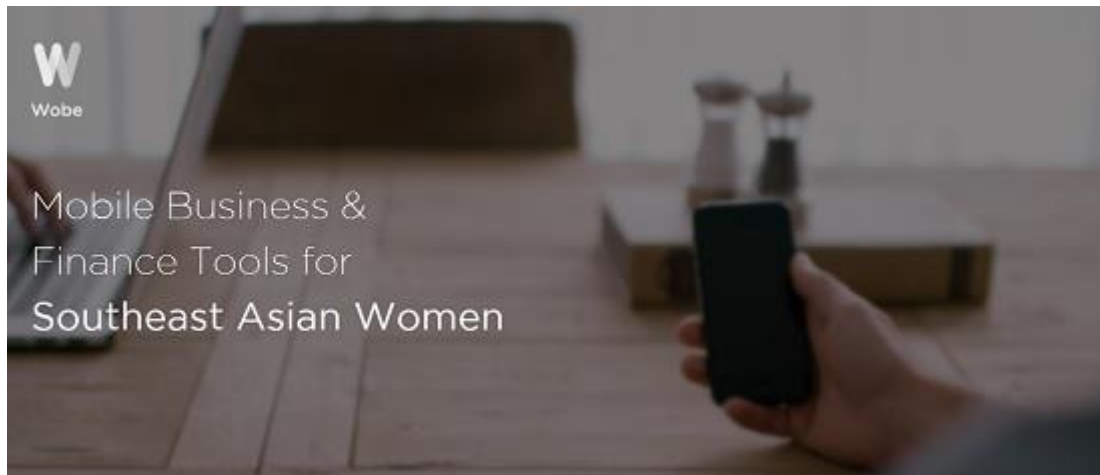 W
Wobe
Mobile Business &
Finance Tools for
Southeast Asian Women